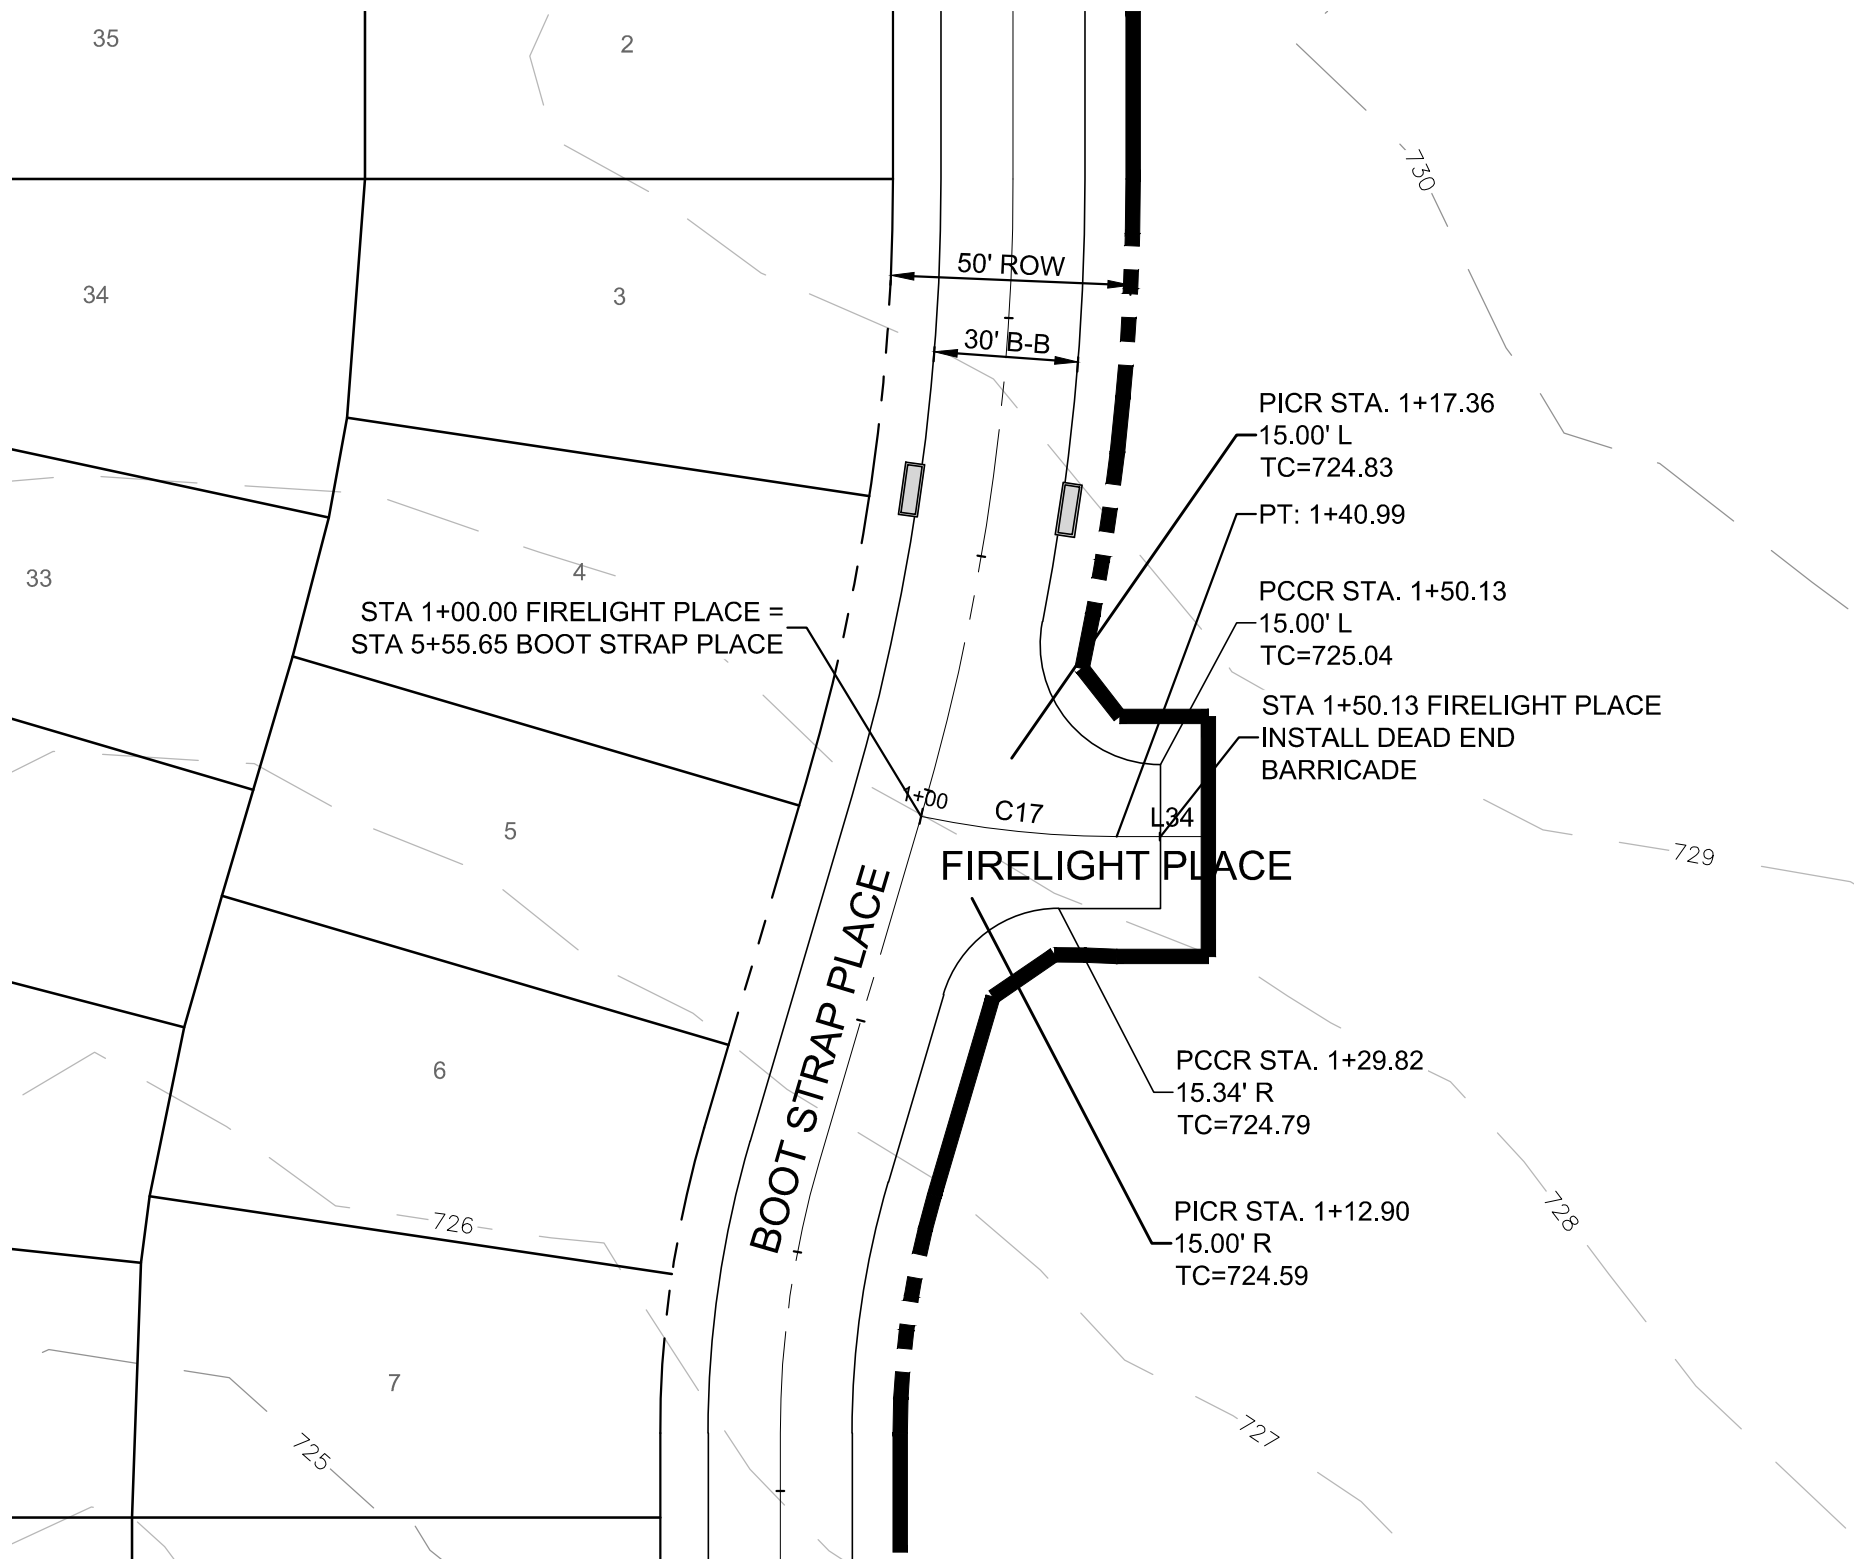 35
2
730
34
3
50' ROW
30' B-B
PICR STA. 1+17.36
15.00' L
TC=724.83
PT: 1+40.99
33
4
PCCR STA. 1+50.13
15.00' L
TC=725.04
STA 1+00.00 FIRELIGHT PLACE =
STA 5+55.65 BOOT STRAP PLACE
STA 1+50.13 FIRELIGHT PLACE
INSTALL DEAD END
BARRICADE
1+00
C17
L34
5
FIRELIGHT PLACE
729
BOOT STRAP PLACE
6
PCCR STA. 1+29.82
15.34' R
TC=724.79
726
728
PICR STA. 1+12.90
15.00' R
TC=724.59
7
725
727